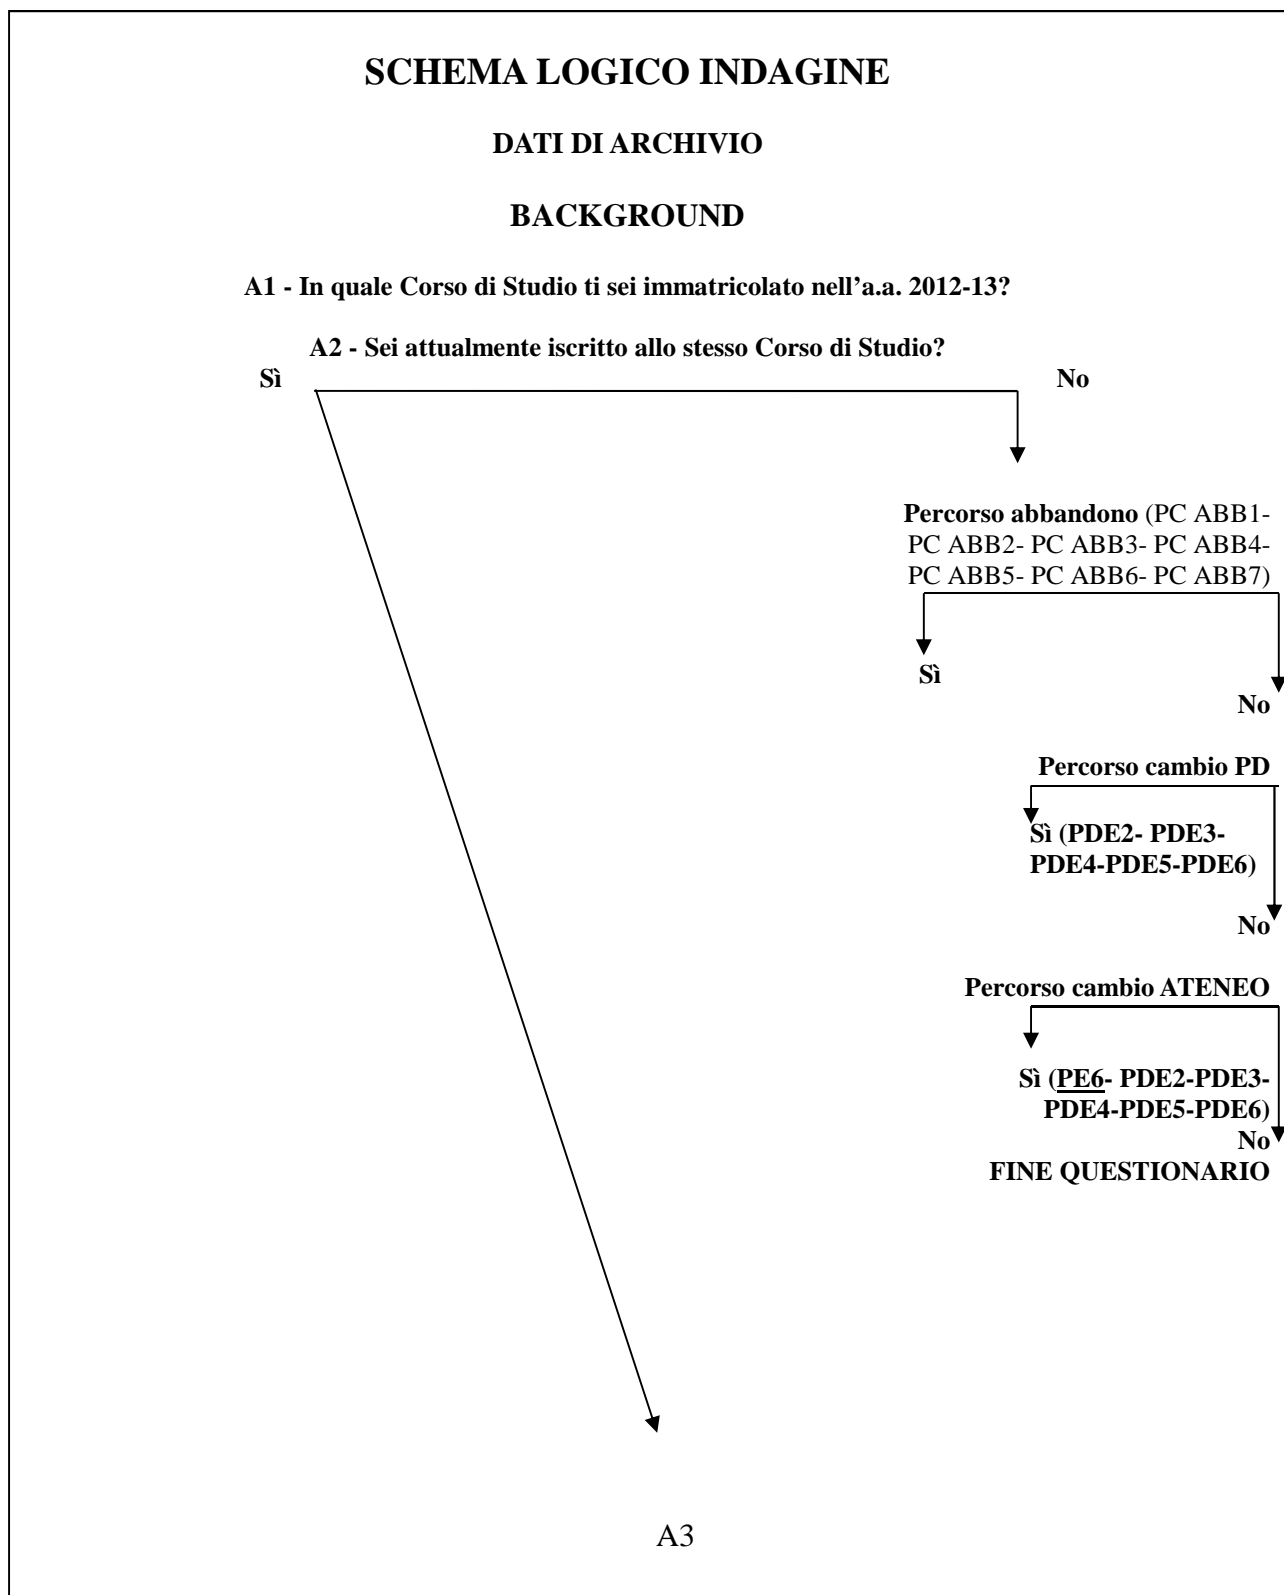 SCHEMA LOGICO INDAGINE
DATI DI ARCHIVIO
BACKGROUND
A1 - In quale Corso di Studio ti sei immatricolato nell’a.a. 2012-13?
A2 - Sei attualmente iscritto allo stesso Corso di Studio?
Sì No
Percorso abbandono (PC ABB1-
PC ABB2- PC ABB3- PC ABB4-
PC ABB5- PC ABB6- PC ABB7)
Sì
No
Percorso cambio PD
Sì (PDE2- PDE3-
PDE4-PDE5-PDE6)
No
Percorso cambio ATENEO
Sì (PE6- PDE2-PDE3-
PDE4-PDE5-PDE6)
No
FINE QUESTIONARIO
A3